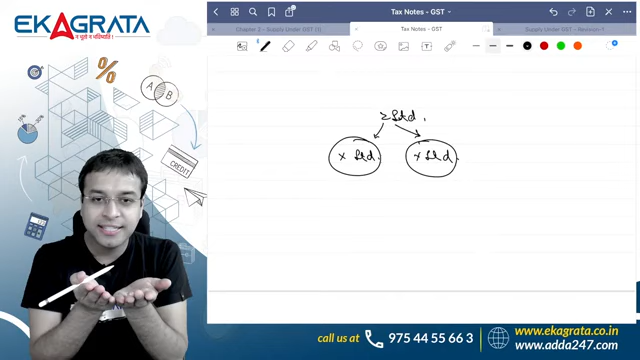 EKAGRATA
Tax Notes - GST
Chapter 2 - Supply Under GST (1)
Tax Notes - GST
Supply Under GST - Revision-1
Z Ltd.
X Ltd.
X Ltd.
A
B
%
CREDIT
call us at 975 44 55 66 3
www.ekagrata.co.in
www.adda247.com